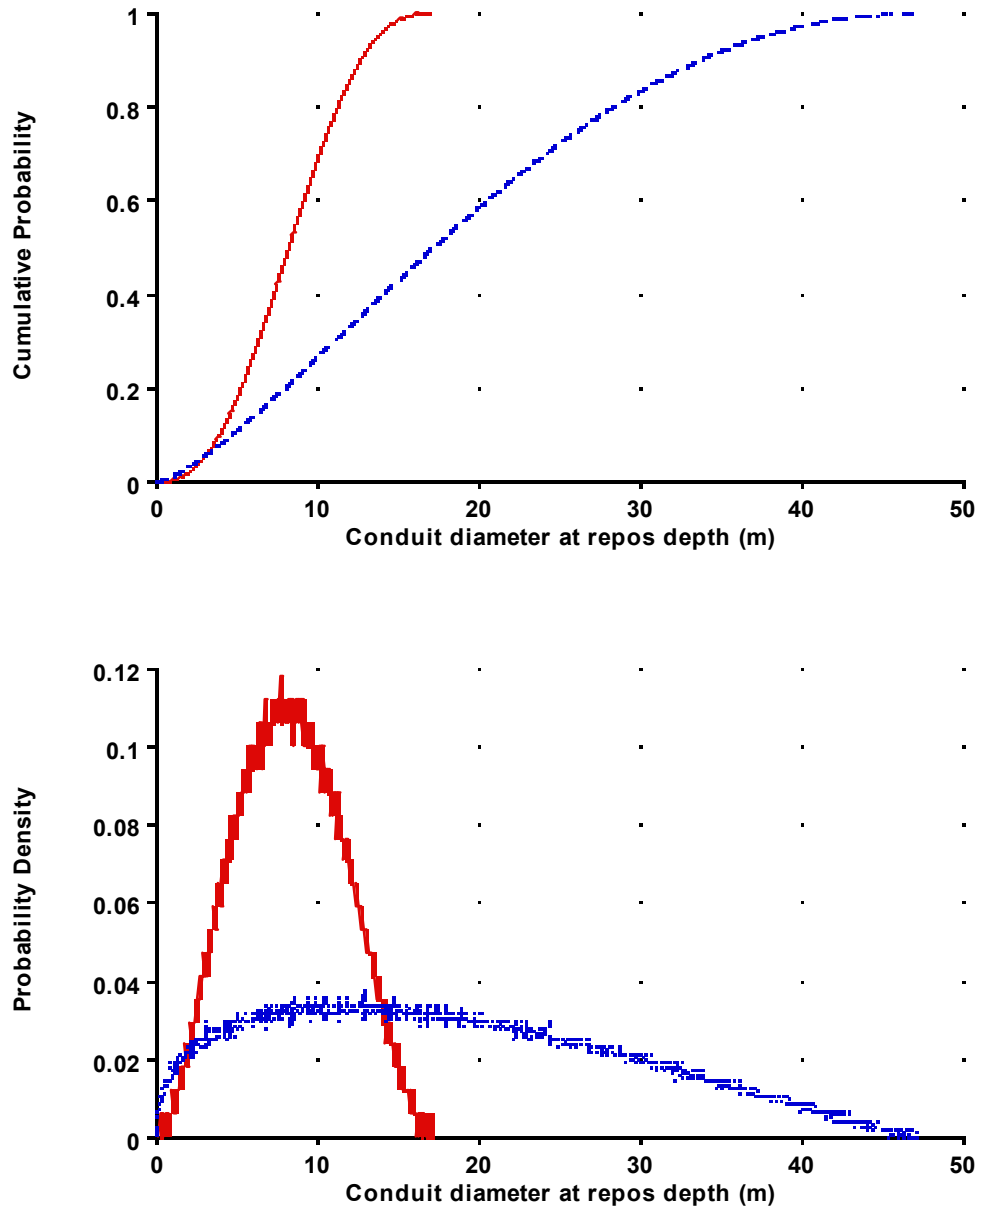 1
0.8
0.6
0.4
0.2
0
Cumulative Probability
0 10 20 30 40 50
Conduit diameter at repos depth (m)
0.12
0.1
0.08
0.06
0.04
0.02
0
Probability Density
0 10 20 30 40 50
Conduit diameter at repos depth (m)